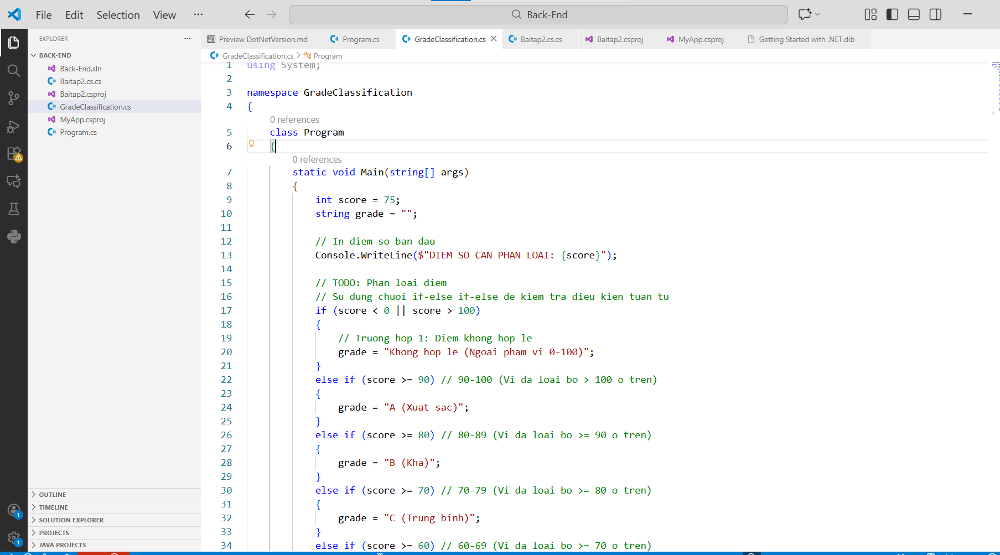 File Edit Selection View ··· Back-End
EXPLORER ···
BACK-END
Back-End.sln
Baitap2.cs.cs
Baitap2.csproj
GradeClassification.cs
MyApp.csproj
Program.cs
OUTLINE
TIMELINE
SOLUTION EXPLORER
PROJECTS
JAVA PROJECTS
1
1
Preview DotNetVersion.md Program.cs GradeClassification.cs Baitap2.cs.cs Baitap2.csproj MyApp.csproj Getting Started with .NET.dib
GradeClassification.cs > Program
1 using System;
2
3 namespace GradeClassification
4 {
0 references
5 class Program
6 {
0 references
7 static void Main(string[] args)
8 {
9 int score = 75;
10 string grade = "";
11
12 // In diem so ban dau
13 Console.WriteLine($"DIEM SO CAN PHAN LOAI: {score}");
14
15 // TODO: Phan loai diem
16 // Su dung chuoi if-else if-else de kiem tra dieu kien tuan tu
17 if (score < 0 || score > 100)
18 {
19 // Truong hop 1: Diem khong hop le
20 grade = "Khong hop le (Ngoai pham vi 0-100)";
21 }
22 else if (score >= 90) // 90-100 (Vi da loai bo > 100 o tren)
23 {
24 grade = "A (Xuat sac)";
25 }
26 else if (score >= 80) // 80-89 (Vi da loai bo >= 90 o tren)
27 {
28 grade = "B (Kha)";
29 }
30 else if (score >= 70) // 70-79 (Vi da loai bo >= 80 o tren)
31 {
32 grade = "C (Trung binh)";
33 }
34 else if (score >= 60) // 60-69 (Vi da loai bo >= 70 o tren)